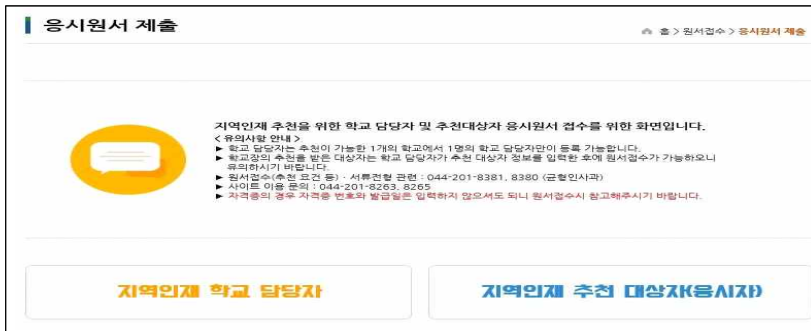 응시원서 제출
홈 > 원서접수 > 응시원서 제출
지역인재 추천을 위한 학교 담당자 및 추천대상자 응시원서 접수를 위한 화면입니다.
< 유의사항 안내 >
▶ 학교 담당자는 추천이 가능한 1개의 학교에서 1명의 학교 담당자만이 등록 가능합니다.
▶ 학교장의 추천을 받은 대상자는 학교 담당자가 추천 대상자 정보를 입력한 후에 원서접수가 가능하오니
유의하시기 바랍니다.
▶ 원서접수(추천 요건 등) · 서류전형 관련 : 044-201-8381, 8380 (균형인사과)
▶ 사이트 이용 문의 : 044-201-8263, 8265
▶ 자격증의 경우 자격증 번호와 발급일은 입력하지 않으셔도 되니 원서접수시 참고해주시기 바랍니다.
지역인재 학교 담당자
지역인재 추천 대상자(응시자)